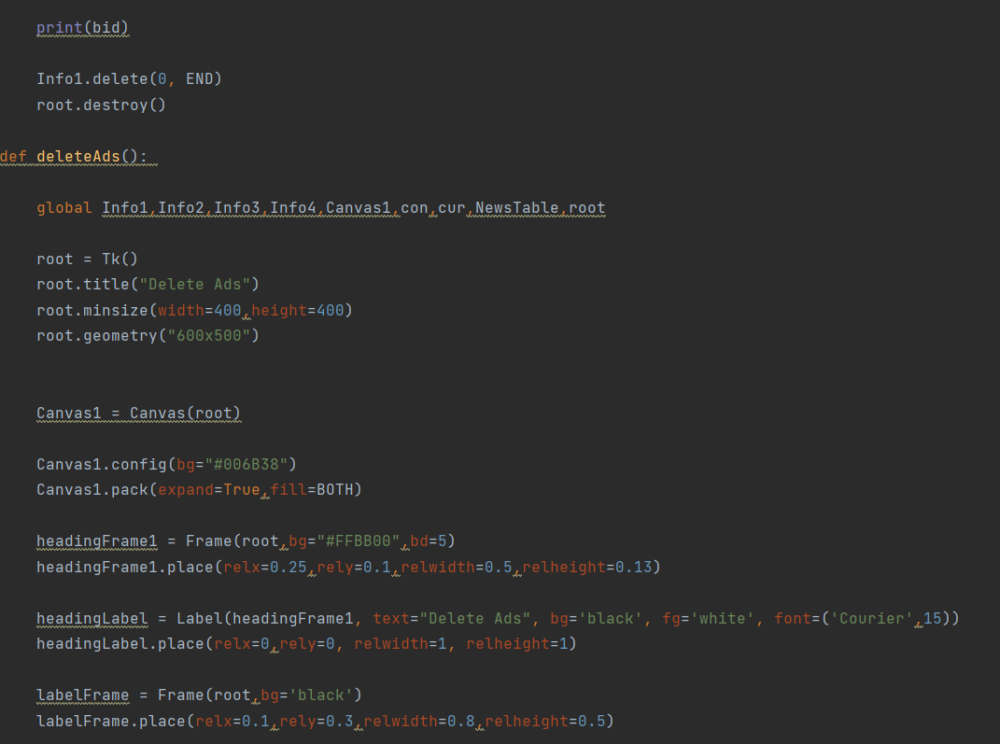 print(bid)
Info1.delete(0, END)
root.destroy()
def deleteAds():
global Info1,Info2,Info3,Info4,Canvas1,con,cur,NewsTable,root
root = Tk()
root.title("Delete Ads")
root.minsize(width=400,height=400)
root.geometry("600x500")
Canvas1 = Canvas(root)
Canvas1.config(bg="#006B38")
Canvas1.pack(expand=True,fill=BOTH)
headingFrame1 = Frame(root,bg="#FFBB00",bd=5)
headingFrame1.place(relx=0.25,rely=0.1,relwidth=0.5,relheight=0.13)
headingLabel = Label(headingFrame1, text="Delete Ads", bg='black', fg='white', font=('Courier',15))
headingLabel.place(relx=0,rely=0, relwidth=1, relheight=1)
labelFrame = Frame(root,bg='black')
labelFrame.place(relx=0.1,rely=0.3,relwidth=0.8,relheight=0.5)